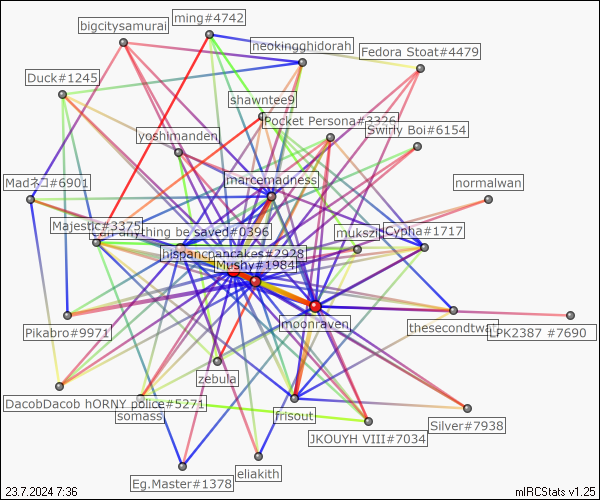 ming#4742
bigcitysamurai
neokingghidorah
Fedora Stoat#4479
Duck#1245
shawntee9
Pocket Persona#3326
Swirly Boi#6154
yoshimanden
marcemadness
Madネコ#6901
normalwan
Majestic#3375
can anything be saved#0396
mukszi
Cypha#1717
hispancpancakes#2928
Mushy#1984
moonraven
thesecondtwa
LPK2387 #7690
Pikabro#9971
zebula
DacobDacob hORNY police#5271
somass
frisout
Silver#7938
JKOUYH VIII#7034
eliakith
Eg.Master#1378
23.7.2024 7:36
mIRCStats v1.25